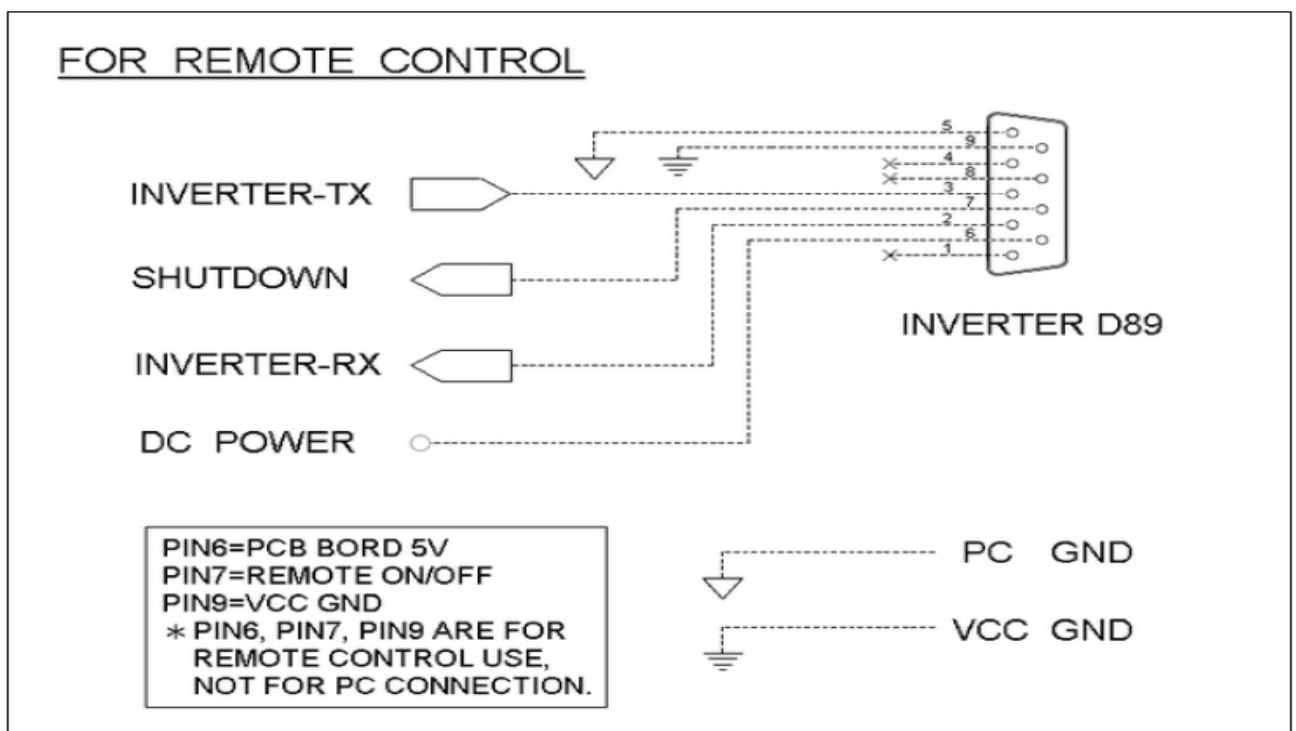 FOR REMOTE CONTROL
5
9
4
8
3
7
2
6
1
INVERTER-TX
SHUTDOWN
INVERTER-RX
DC POWER
INVERTER D89
PIN6=PCB BORD 5V
PIN7=REMOTE ON/OFF
PIN9=VCC GND
* PIN6, PIN7, PIN9 ARE FOR
REMOTE CONTROL USE,
NOT FOR PC CONNECTION.
PC GND
VCC GND